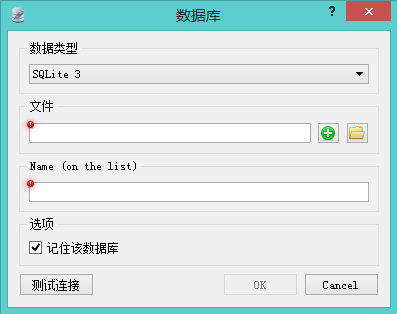 数据库
?
数据类型
SQLite 3
文件
Name (on the list)
选项
记住该数据库
测试连接
OK
Cancel